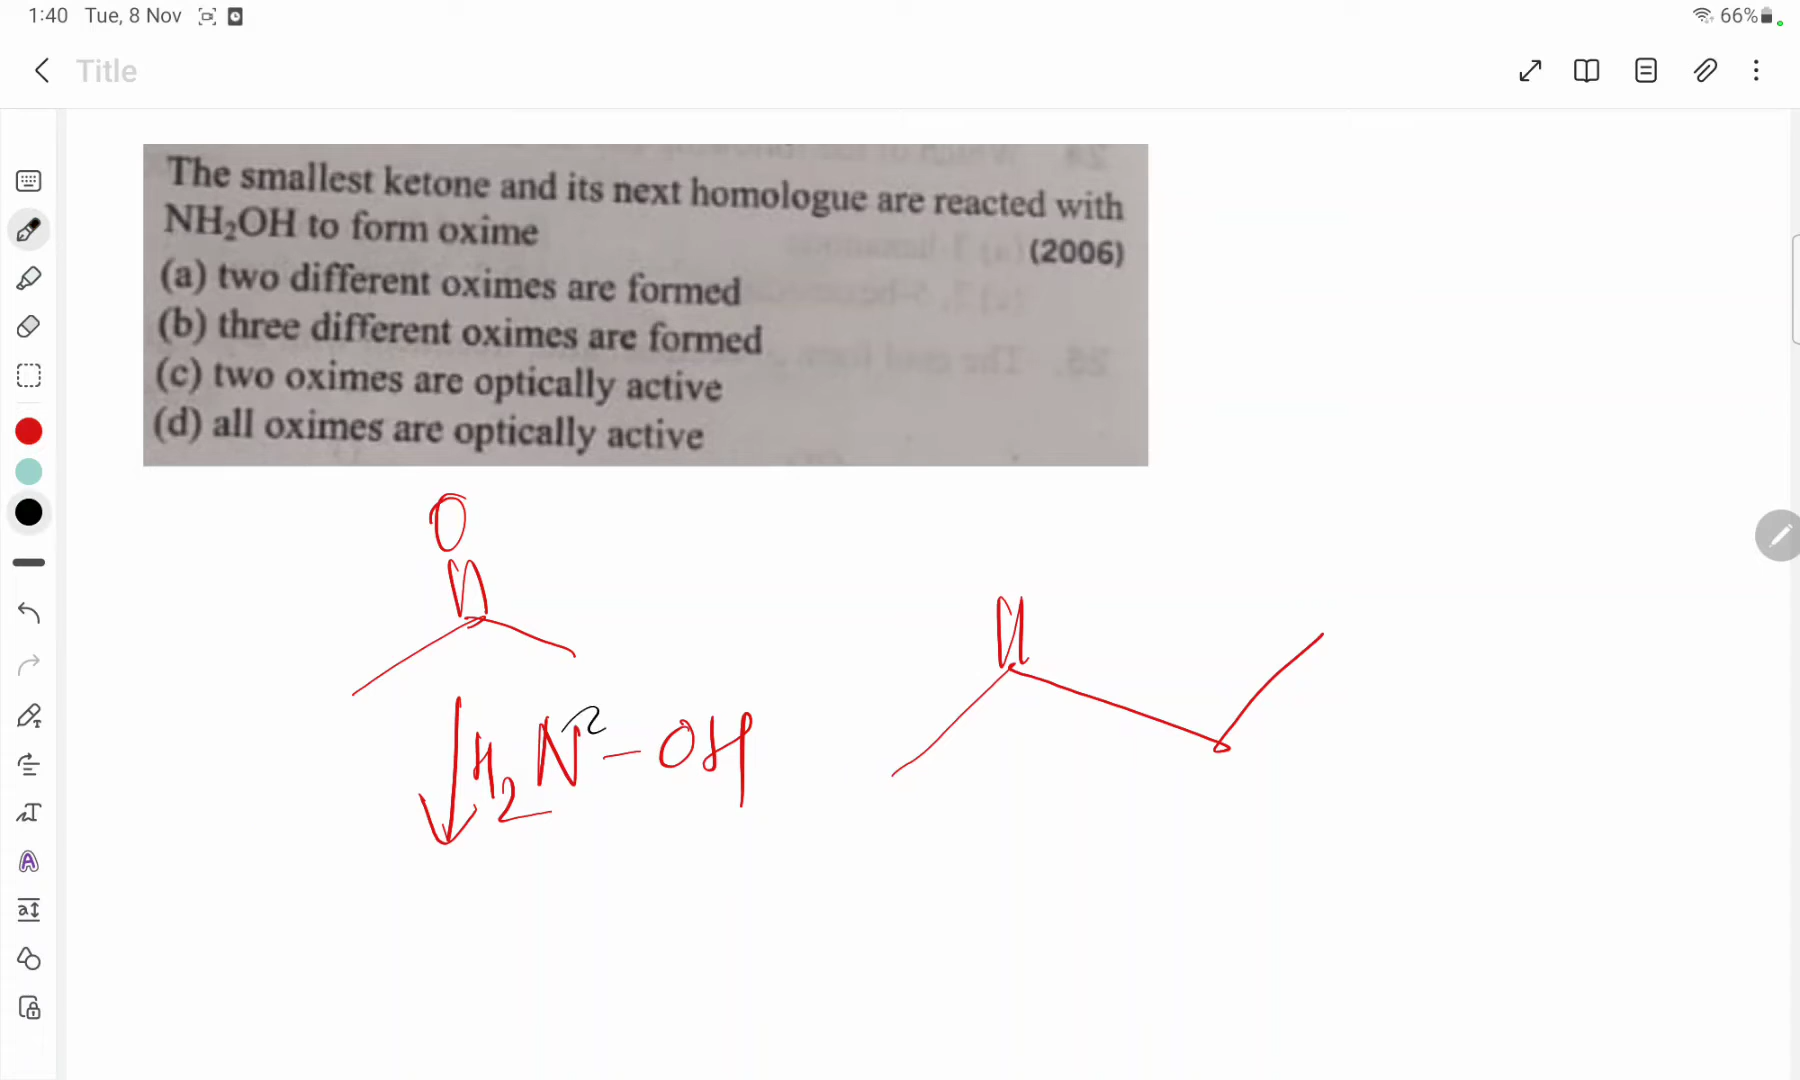 1:40 Tue, 8 Nov 66%
Title
The smallest ketone and its next homologue are reacted with
NH₂OH to form oxime (2006)
(a) two different oximes are formed
(b) three different oximes are formed
(c) two oximes are optically active
(d) all oximes are optically active
O
H₂N–OH